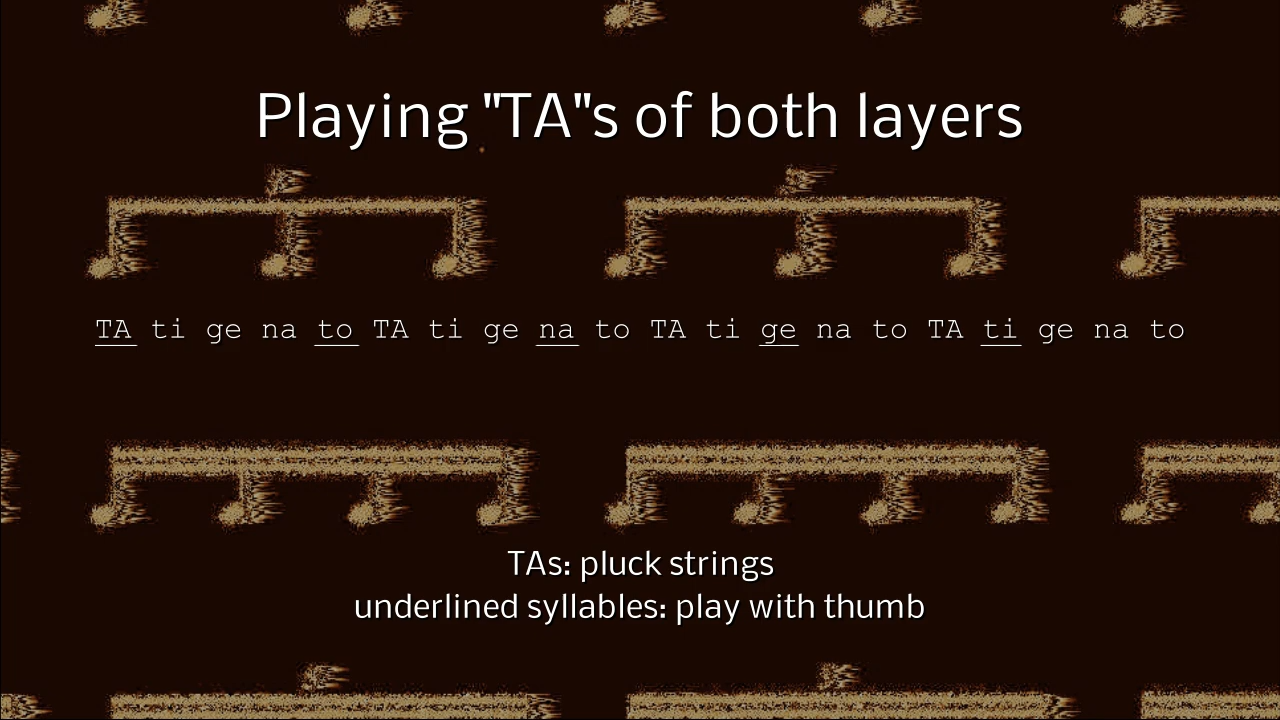 Playing "TA"s of both layers
TA ti ge na to TA ti ge na to TA ti ge na to TA ti ge na to
TAs: pluck strings
underlined syllables: play with thumb